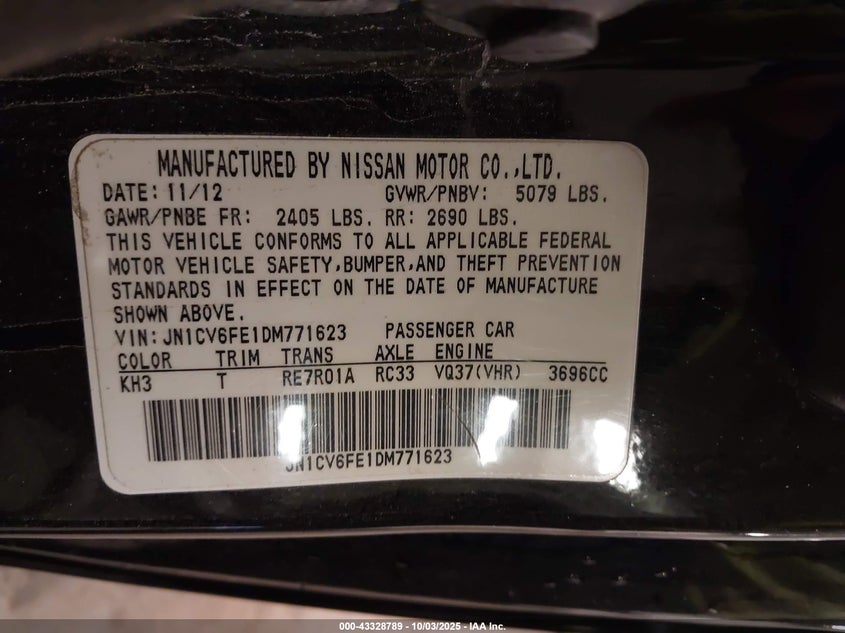 MANUFACTURED BY NISSAN MOTOR CO.,LTD.
DATE: 11/12 GVWR/PNBV: 5079 LBS.
GAWR/PNBE FR: 2405 LBS. RR: 2690 LBS.
THIS VEHICLE CONFORMS TO ALL APPLICABLE FEDERAL
MOTOR VEHICLE SAFETY,BUMPER,AND THEFT PREVENTION
STANDARDS IN EFFECT ON THE DATE OF MANUFACTURE
SHOWN ABOVE.
VIN: JN1CV6FE1DM771623 PASSENGER CAR
COLOR TRIM TRANS AXLE ENGINE
KH3 T RE7R01A RC33 VQ37(VHR) 3696CC
JN1CV6FE1DM771623
000-43328789 - 10/03/2025 - IAA Inc.